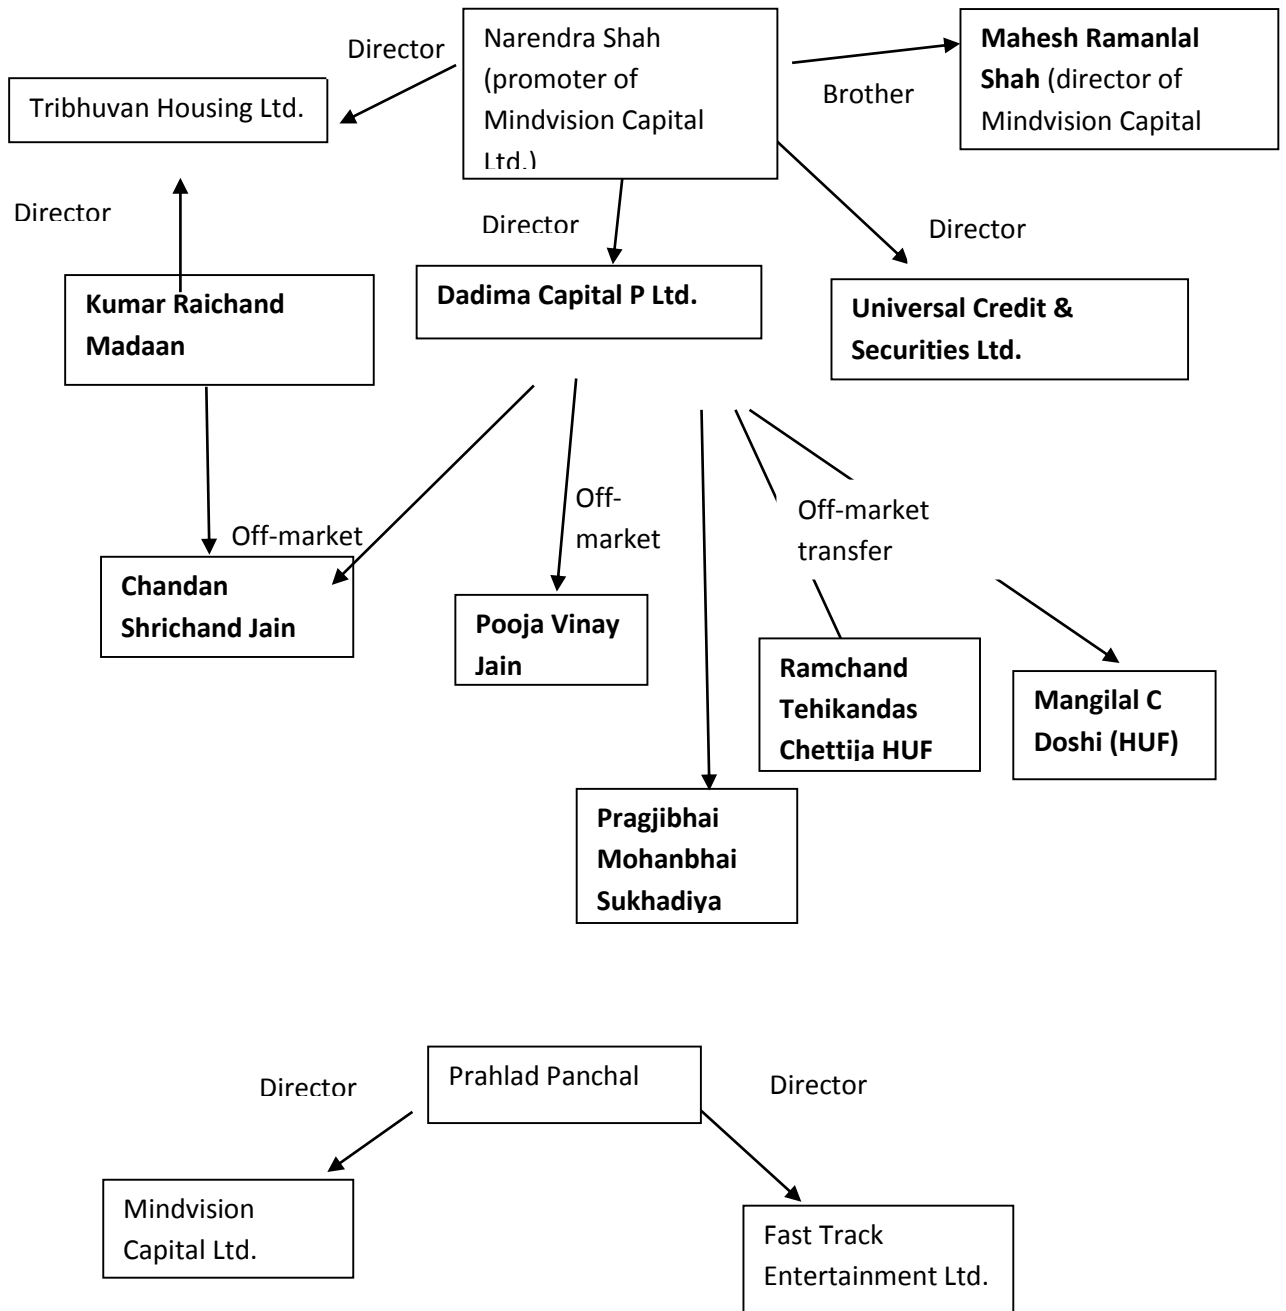 Director
Narendra Shah
(promoter of
Mindvision Capital
Ltd.)
Mahesh Ramanlal
Shah (director of
Mindvision Capital
Brother
Tribhuvan Housing Ltd.
Director
Director
Director
Kumar Raichand
Madaan
Dadima Capital P Ltd.
Universal Credit &
Securities Ltd.
Off-market
Off-
market
Off-market
transfer
Chandan
Shrichand Jain
Pooja Vinay
Jain
Ramchand
Tehikandas
Chettija HUF
Mangilal C
Doshi (HUF)
Pragjibhai
Mohanbhai
Sukhadiya
Director
Prahlad Panchal
Director
Mindvision
Capital Ltd.
Fast Track
Entertainment Ltd.